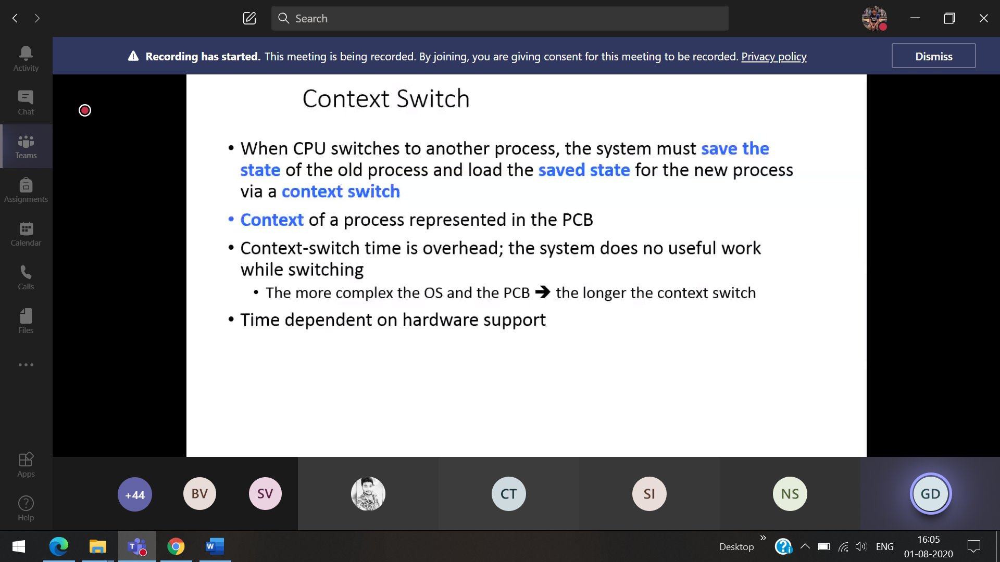 Search
Recording has started. This meeting is being recorded. By joining, you are giving consent for this meeting to be recorded. Privacy policy
Dismiss
Activity
Chat
Teams
Assignments
Calendar
Calls
Files
Apps
Help
Context Switch
• When CPU switches to another process, the system must save the
state of the old process and load the saved state for the new process
via a context switch
• Context of a process represented in the PCB
• Context-switch time is overhead; the system does no useful work
while switching
• The more complex the OS and the PCB ➔ the longer the context switch
• Time dependent on hardware support
+44
BV
SV
CT
SI
NS
GD
T
W
Desktop
ENG
16:05
01-08-2020